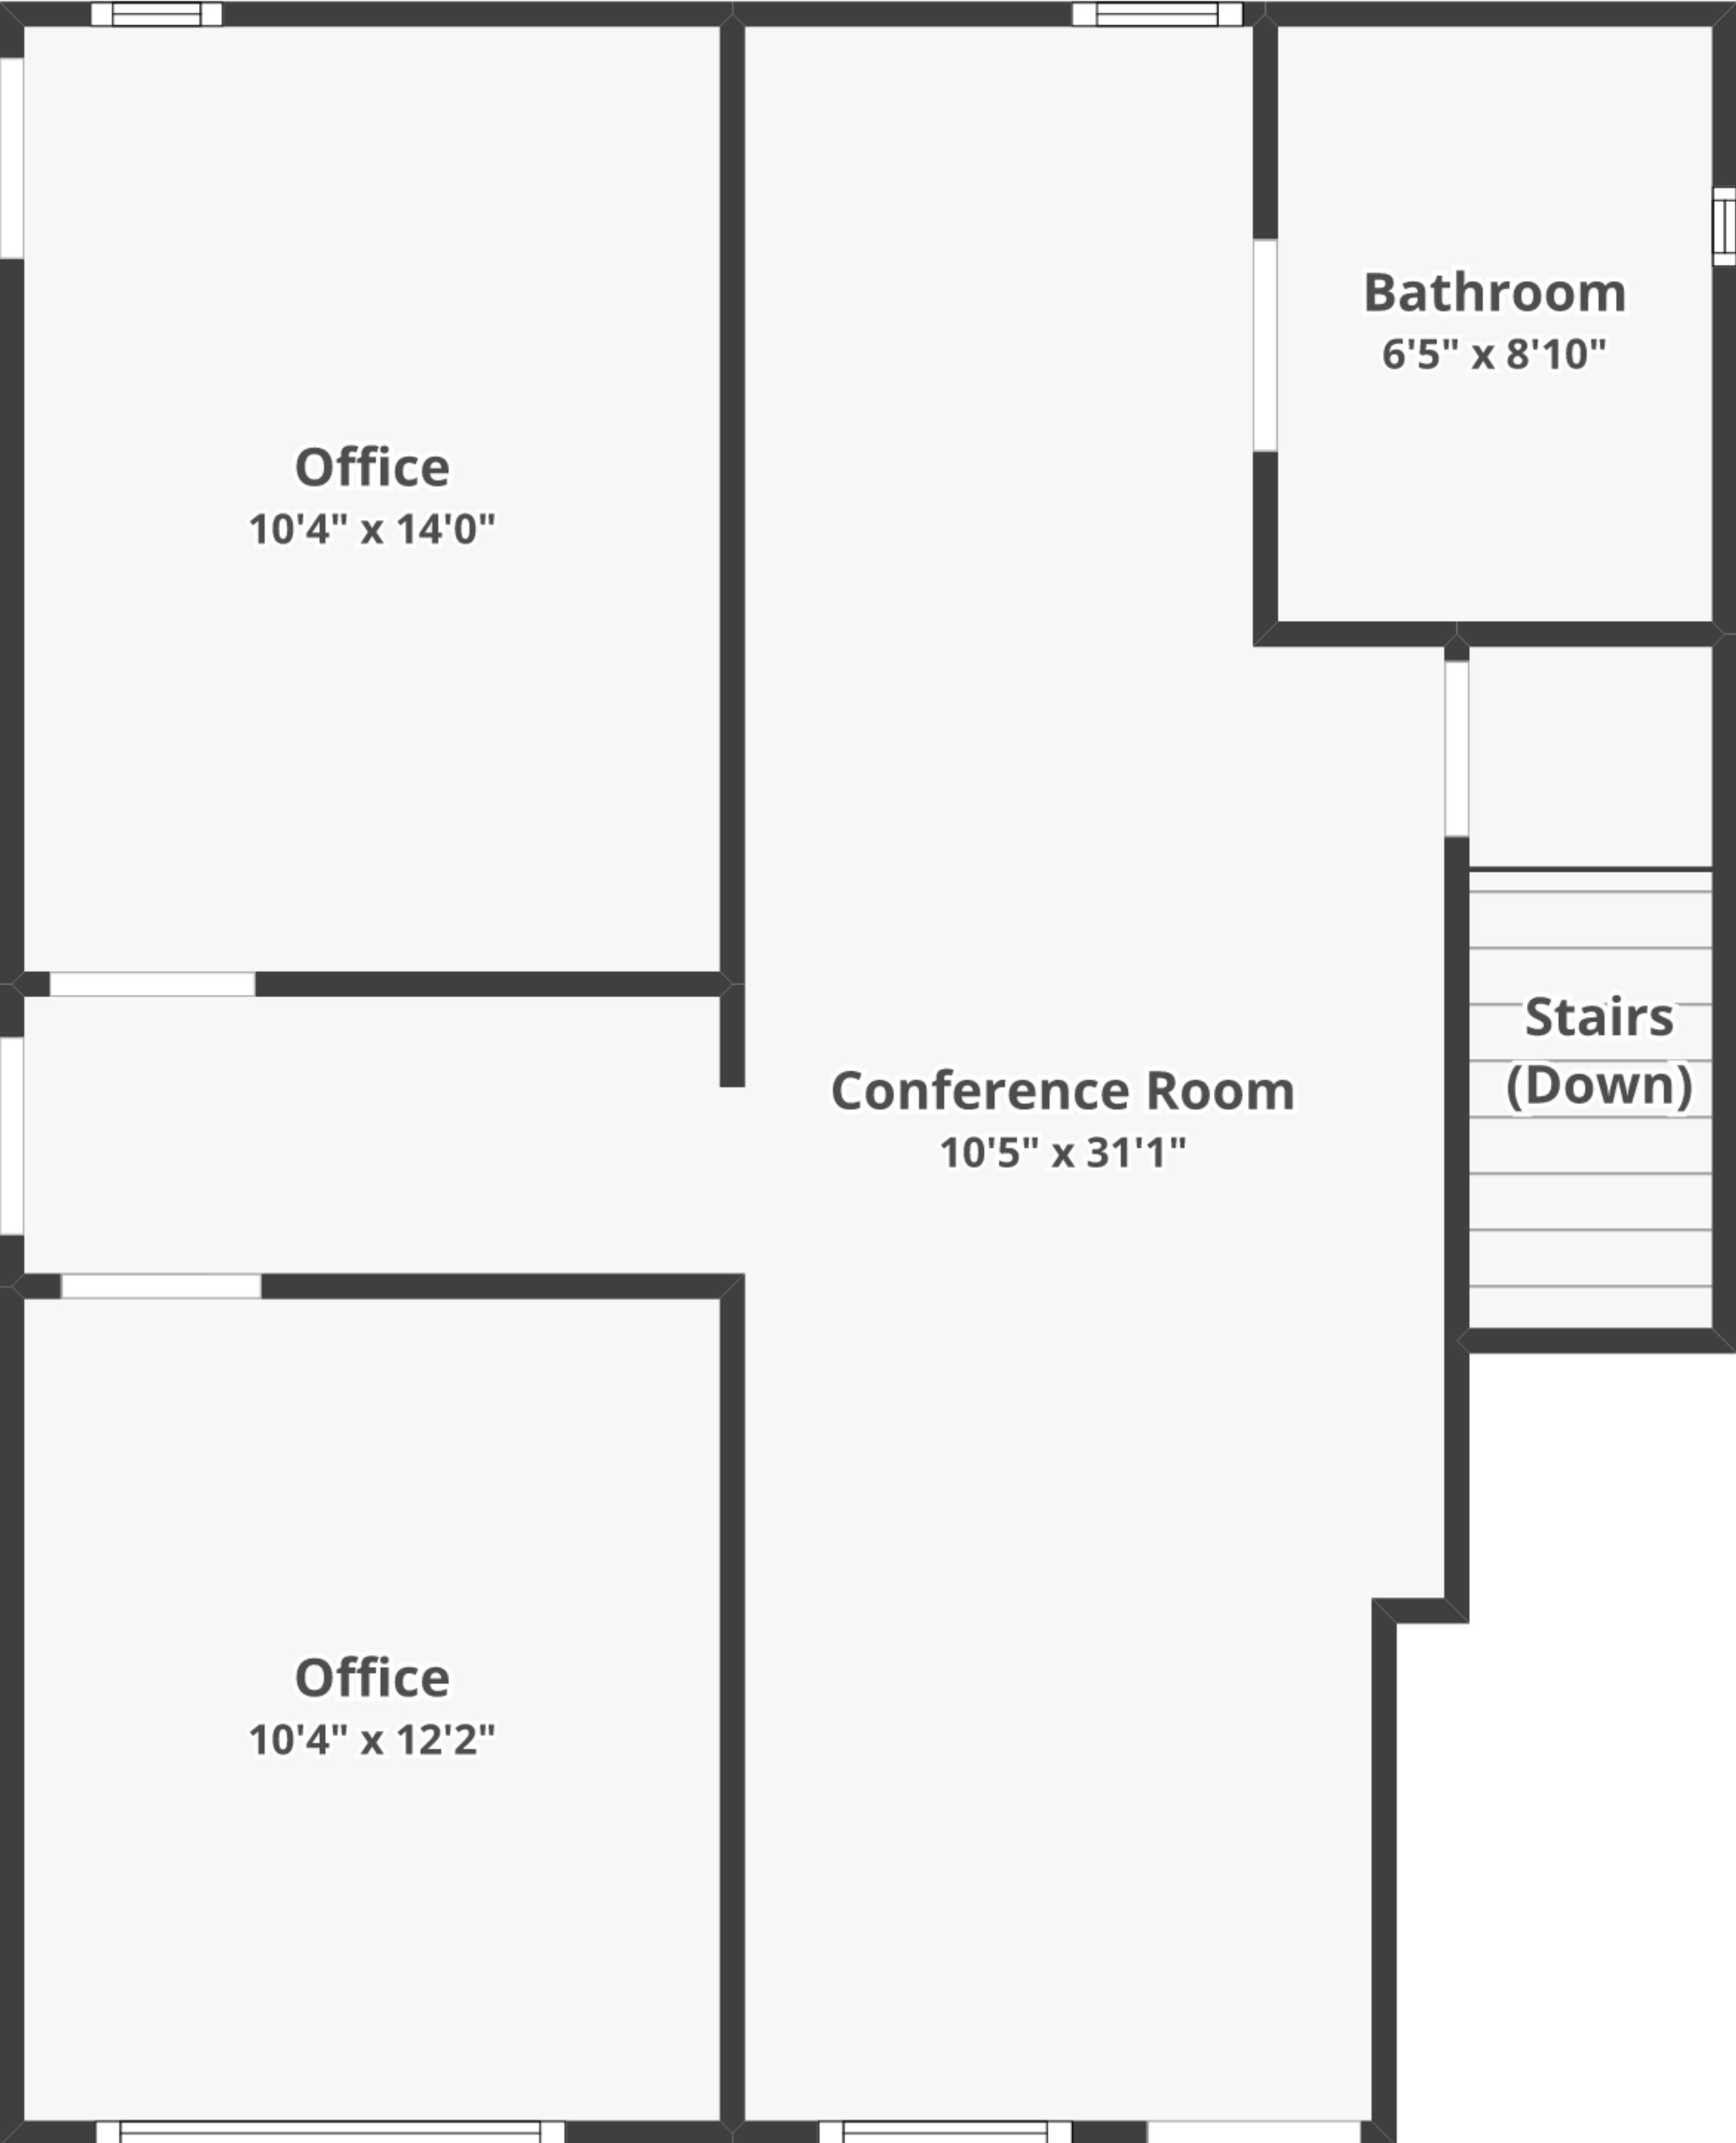 Bathroom
6'5" x 8'10"
Office
10'4" x 14'0"
Stairs
(Down)
Conference Room
10'5" x 31'1"
Office
10'4" x 12'2"